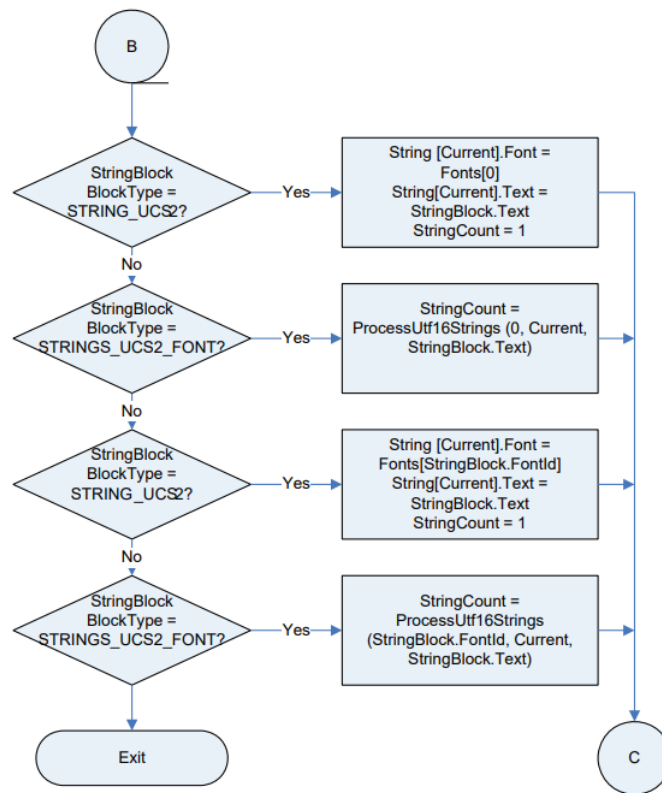 B
StringBlock
BlockType =
STRING_UCS2?
Yes
String [Current].Font =
Fonts[0]
String[Current].Text =
StringBlock.Text
StringCount = 1
No
StringBlock
BlockType =
STRINGS_UCS2_FONT?
Yes
StringCount =
ProcessUtf16Strings (0, Current,
StringBlock.Text)
No
StringBlock
BlockType =
STRING_UCS2?
Yes
String [Current].Font =
Fonts[StringBlock.FontId]
String[Current].Text =
StringBlock.Text
StringCount = 1
No
StringBlock
BlockType =
STRINGS_UCS2_FONT?
Yes
StringCount =
ProcessUtf16Strings
(StringBlock.FontId, Current,
StringBlock.Text)
Exit
C